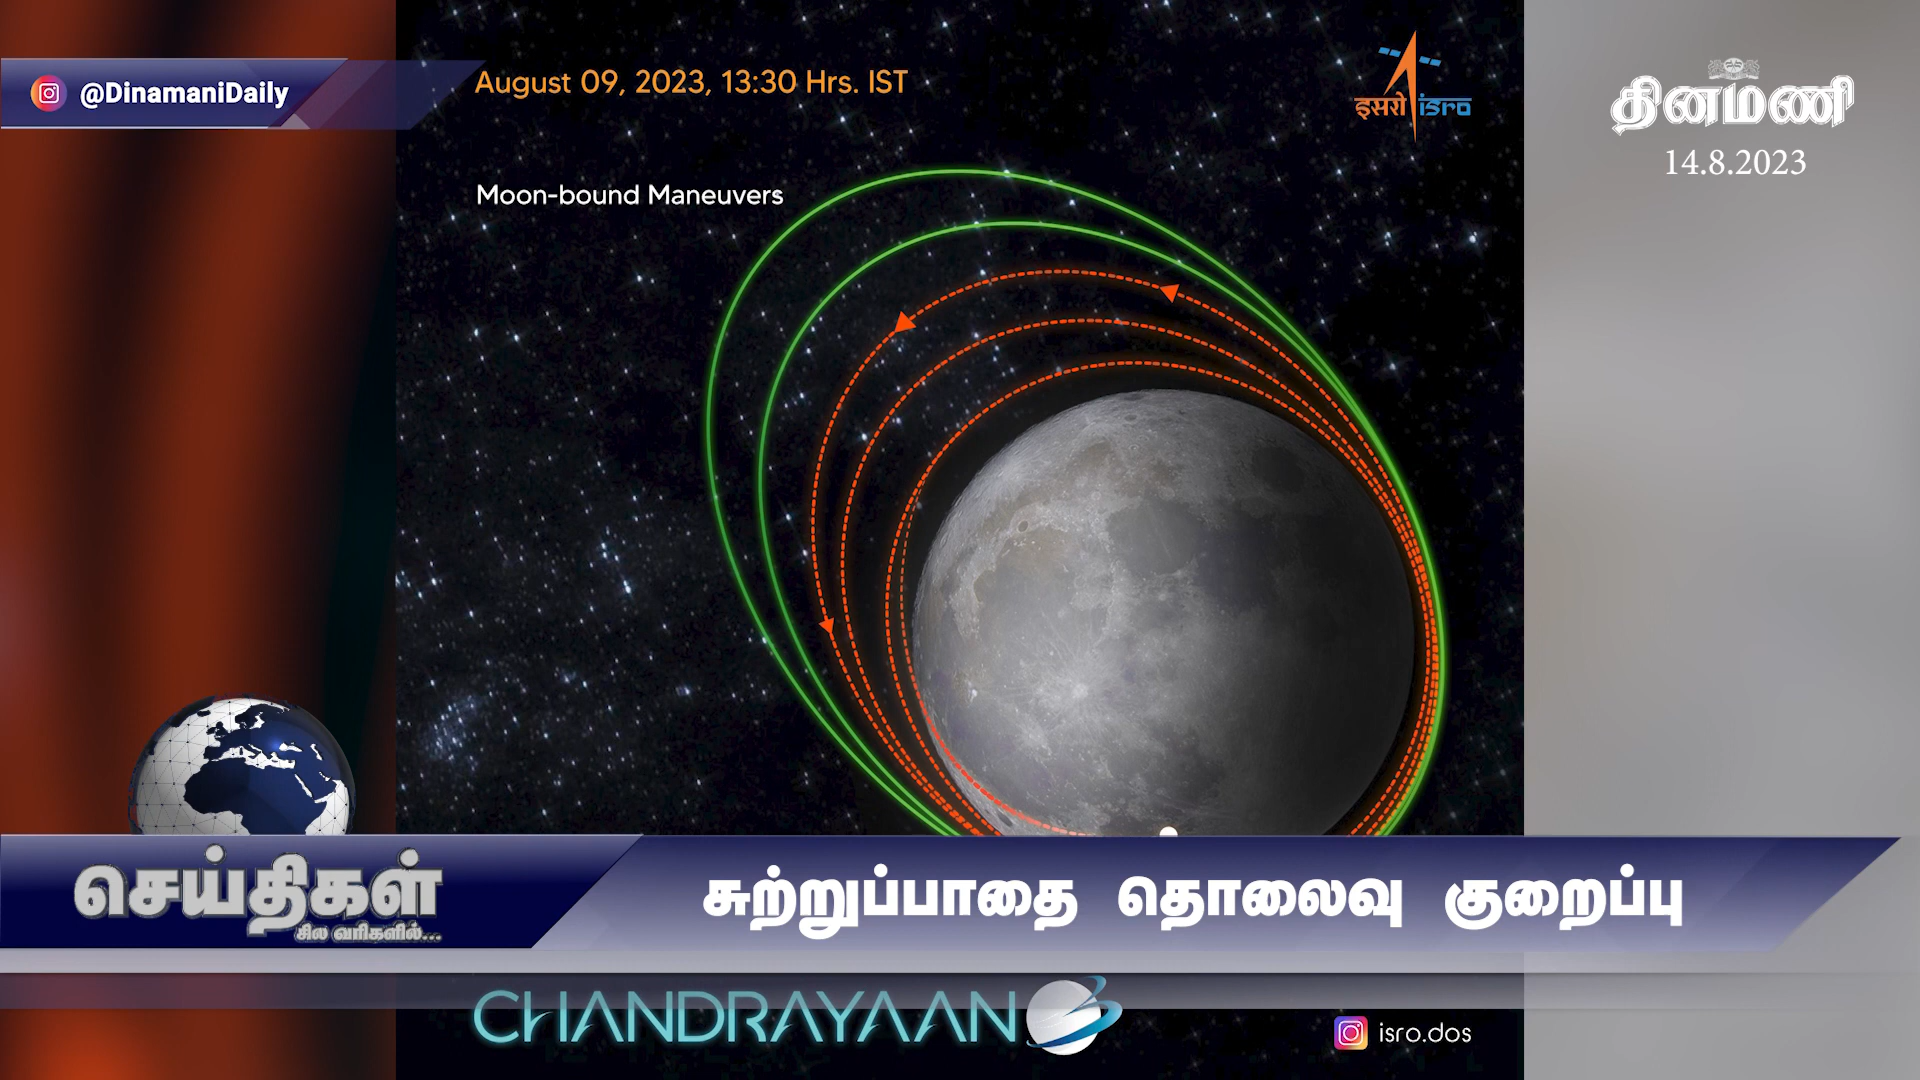 @DinamaniDaily
August 09, 2023, 13:30 Hrs. IST
इसरो isro
தினமணி
14.8.2023
Moon-bound Maneuvers
செய்திகள்
சில வரிகளில்...
சுற்றுப்பாதை தொலைவு குறைப்பு
CHANDRAYAAN 3
isro.dos